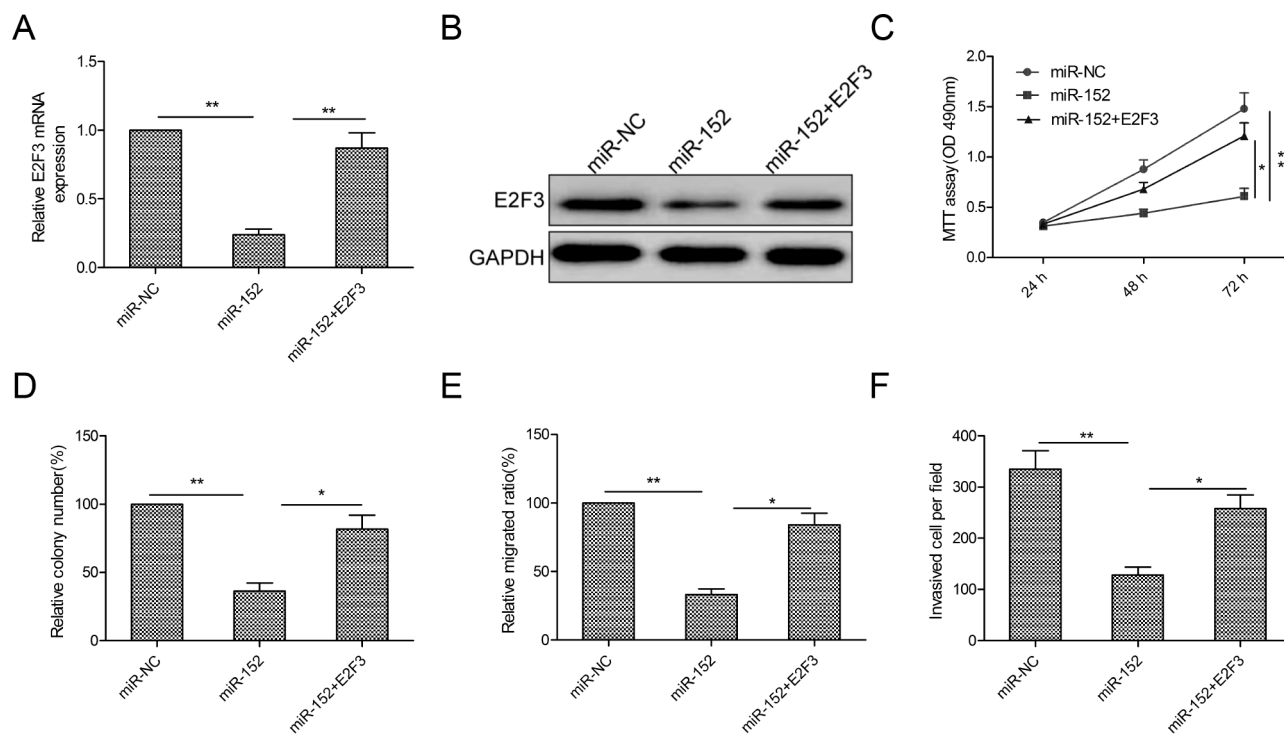 A
Relative E2F3 mRNA
expression
1.5
1.0
0.5
0.0
**
**
miR-NC
miR-152
miR-152+E2F3
B
miR-NC
miR-152
miR-152+E2F3
E2F3
GAPDH
C
MTT assay(OD 490nm)
2.0
1.5
1.0
0.5
0.0
miR-NC
miR-152
miR-152+E2F3
*
**
24 h
48 h
72 h
D
Relative colony number(%)
150
100
50
0
**
*
miR-NC
miR-152
miR-152+E2F3
E
Relative migrated ratio(%)
150
100
50
0
**
*
miR-NC
miR-152
miR-152+E2F3
F
Invasived cell per field
400
300
200
100
0
**
*
miR-NC
miR-152
miR-152+E2F3